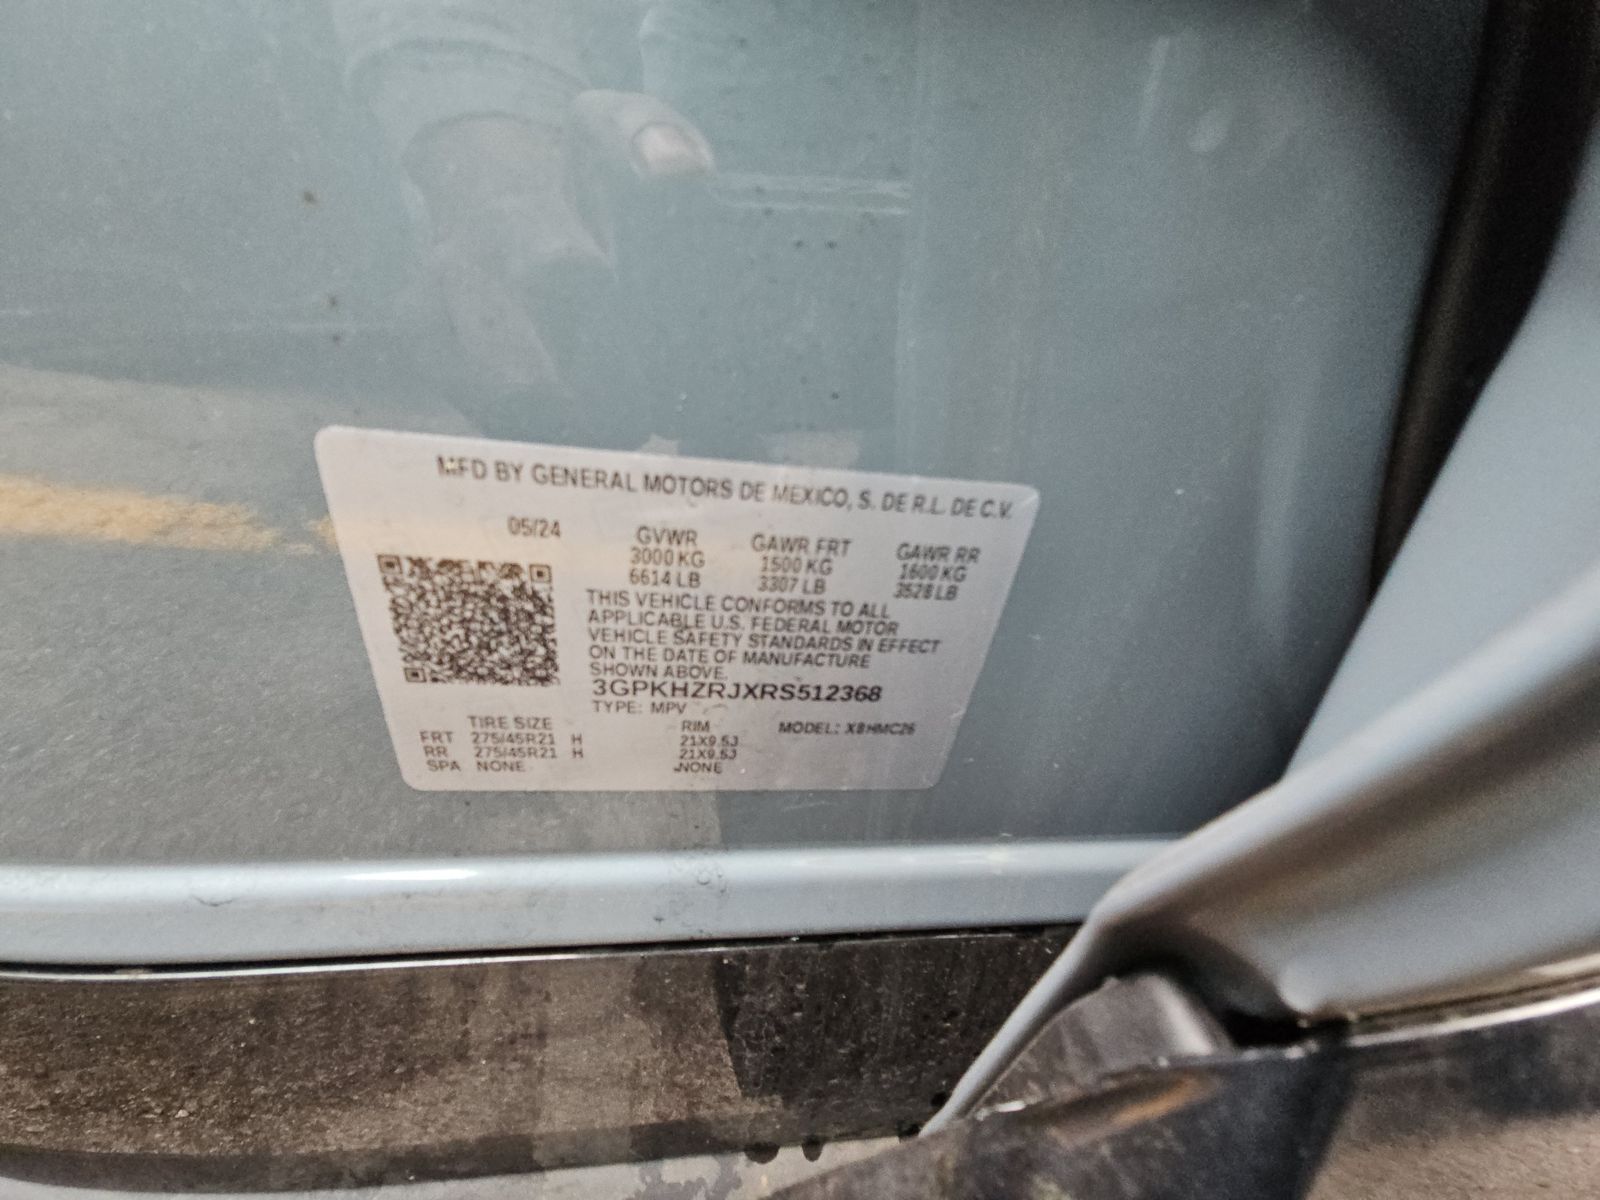 MFD BY GENERAL MOTORS DE MEXICO, S. DE R.L. DE C.V.
05/24 GVWR GAWR FRT GAWR RR
3000 KG 1500 KG 1600 KG
6614 LB 3307 LB 3528 LB
THIS VEHICLE CONFORMS TO ALL
APPLICABLE U.S. FEDERAL MOTOR
VEHICLE SAFETY STANDARDS IN EFFECT
ON THE DATE OF MANUFACTURE
SHOWN ABOVE.
3GPKHZRJXRS512368
TYPE: MPV
TIRE SIZE RIM MODEL: XBHMC26
FRT 275/45R21 H 21X9.5J
RR 275/45R21 H 21X9.5J
SPA NONE NONE